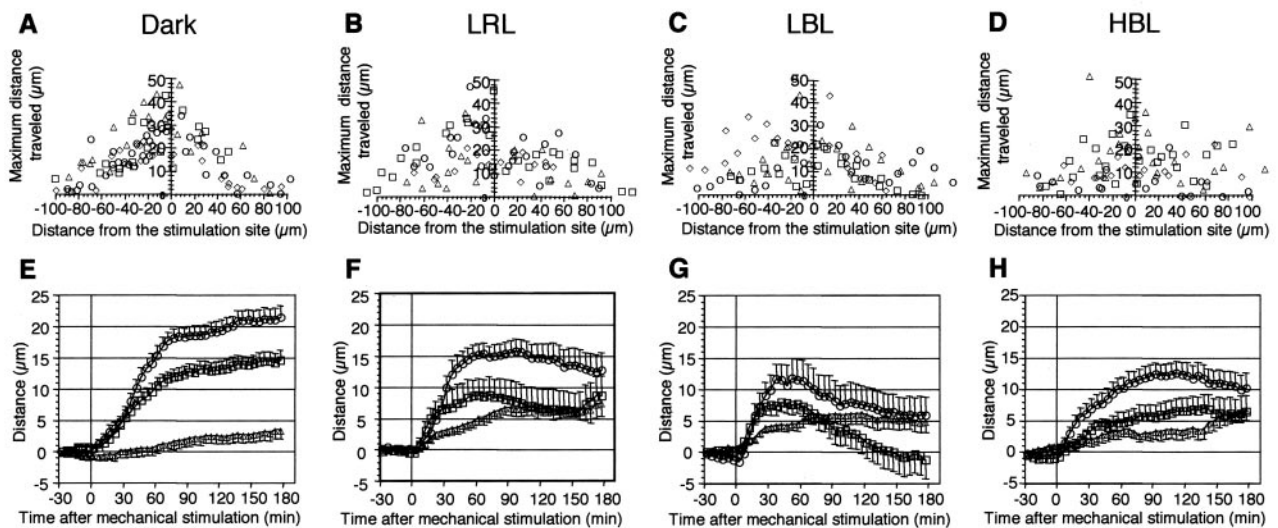 A Dark
B LRL
C LBL
D HBL
Maximum distance
traveled (µm)
50
40
30
20
10
0
-100 -80 -60 -40 -20 0 20 40 60 80 100
Distance from the stimulation site (µm)
Maximum distance
traveled (µm)
50
40
30
20
10
0
-100 -80 -60 -40 -20 0 20 40 60 80 100
Distance from the stimulation site (µm)
Maximum distance
traveled (µm)
50
40
30
20
10
0
-100 -80 -60 -40 -20 0 20 40 60 80 100
Distance from the stimulation site (µm)
Maximum distance
traveled (µm)
50
40
30
20
10
0
-100 -80 -60 -40 -20 0 20 40 60 80 100
Distance from the stimulation site (µm)
E
Distance (µm)
25
20
15
10
5
0
-5
-30 0 30 60 90 120 150 180
Time after mechanical stimulation (min)
F
Distance (µm)
25
20
15
10
5
0
-5
-30 0 30 60 90 120 150 180
Time after mechanical stimulation (min)
G
Distance (µm)
25
20
15
10
5
0
-5
-30 0 30 60 90 120 150 180
Time after mechanical stimulation (min)
H
Distance (µm)
25
20
15
10
5
0
-5
-30 0 30 60 90 120 150 180
Time after mechanical stimulation (min)